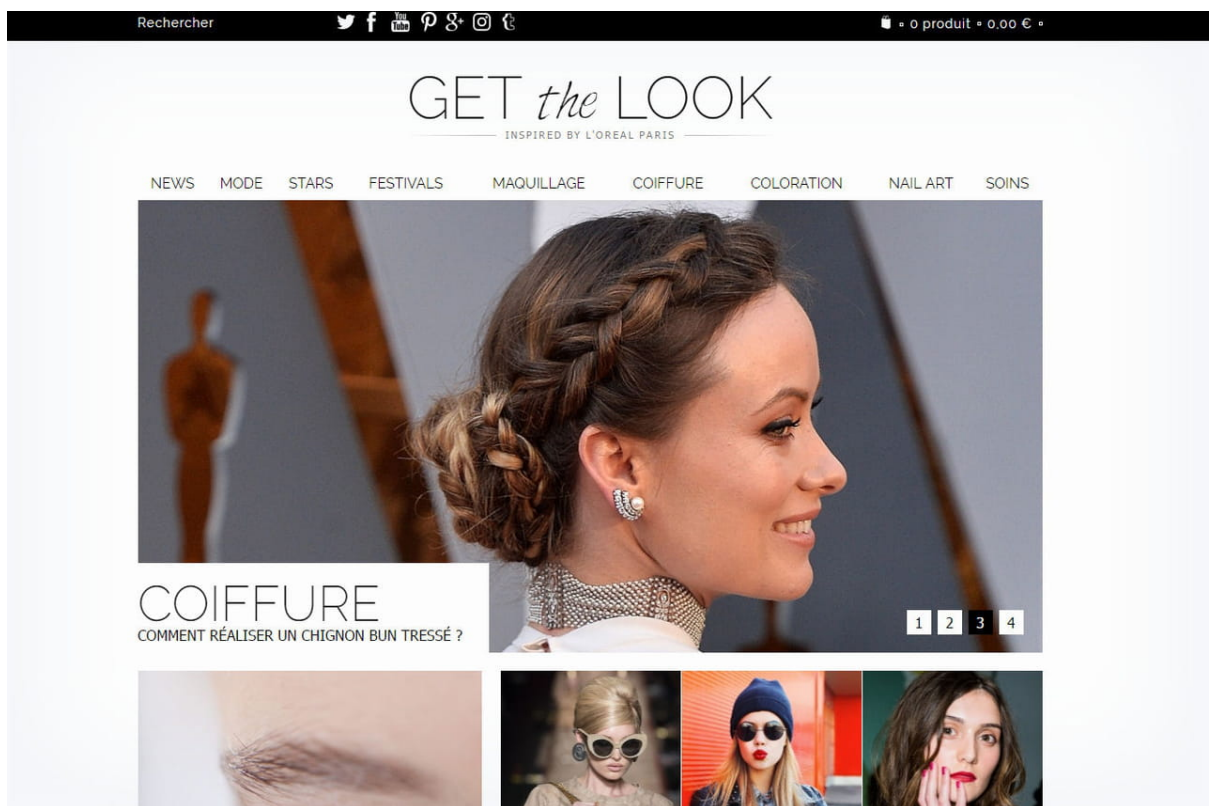 Rechercher
▫ 0 produit ▫ 0,00 € ▫
GET the LOOK
INSPIRED BY L'OREAL PARIS
NEWS MODE STARS FESTIVALS MAQUILLAGE COIFFURE COLORATION NAIL ART SOINS
COIFFURE
COMMENT RÉALISER UN CHIGNON BUN TRESSÉ ?
1 2 3 4